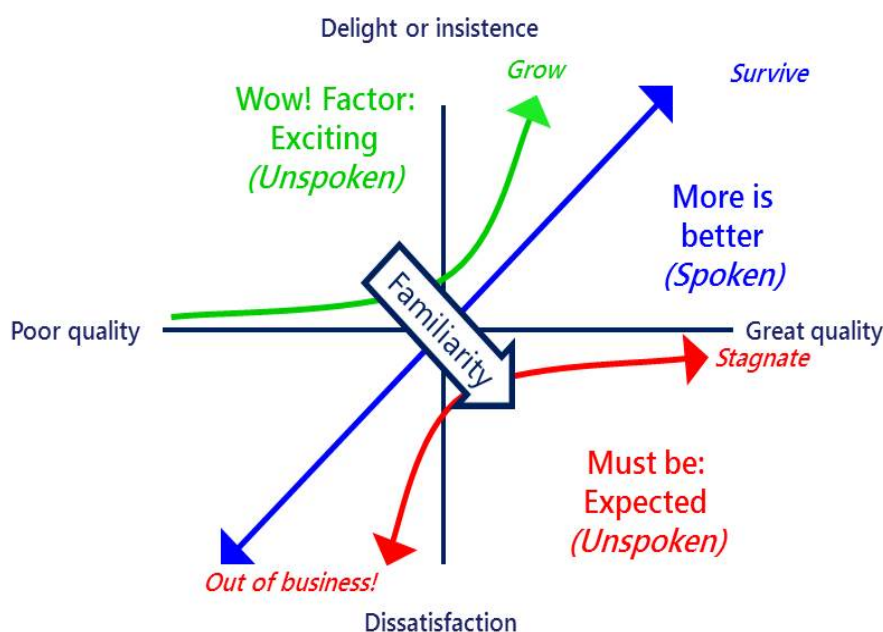 Delight or insistence
Grow
Survive
Wow! Factor:
Exciting
(Unspoken)
More is
better
(Spoken)
Familiarity
Poor quality
Great quality
Stagnate
Must be:
Expected
(Unspoken)
Out of business!
Dissatisfaction